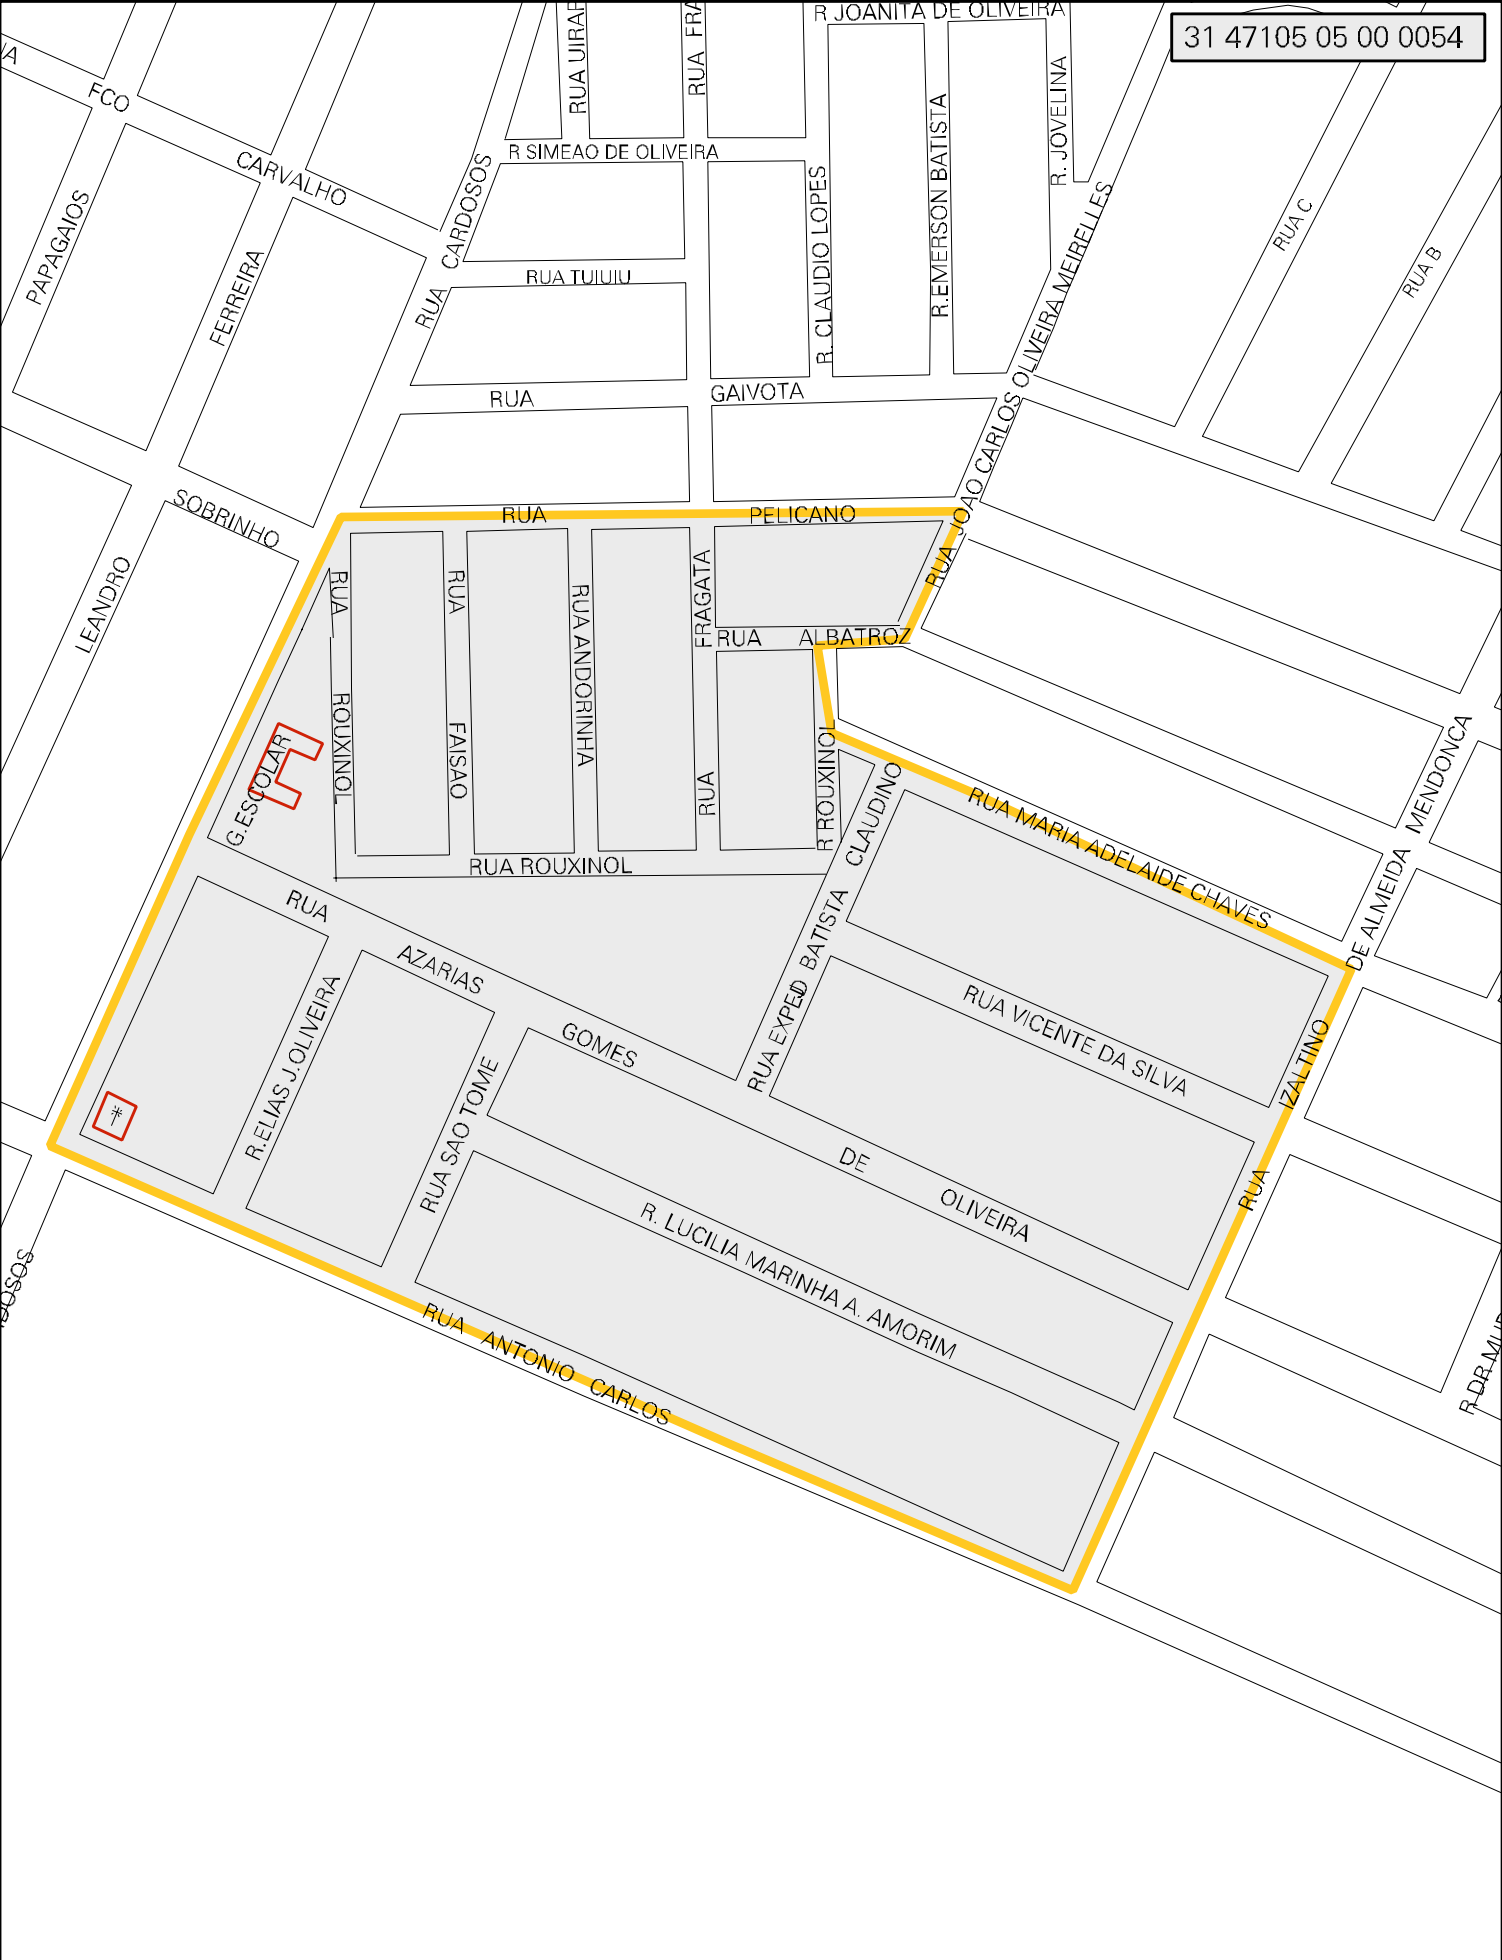 R JOANITA DE OLIVEIRA
31 47105 05 00 0054
FCO
CARVALHO
SOBRINHO
PAPAGAIOS
FERREIRA
LEANDRO
RUA CARDOSOS
R SIMEAO DE OLIVEIRA
RUA TUIUIU
R. CLAUDIO LOPES
R.EMERSON BATISTA
R. JOVELINA
RUA C
RUA B
RUA GAIVOTA
RUA JOAO CARLOS OLIVEIRA MEIRELLES
RUA PELICANO
RUA ROUXINOL
RUA FAISAO
RUA ANDORINHA
RUA FRAGATA
RUA ALBATROZ
R ROUXINOL
RUA ROUXINOL
G.ESCOLAR
RUA EXPED BATISTA CLAUDINO
RUA MARIA ADELAIDE CHAVES
RUA IZALTINO DE ALMEIDA MENDONCA
RUA VICENTE DA SILVA
RUA AZARIAS GOMES DE OLIVEIRA
R.ELIAS J.OLIVEIRA
RUA SAO TOME
R. LUCILIA MARINHA A. AMORIM
RUA ANTONIO CARLOS
R DR